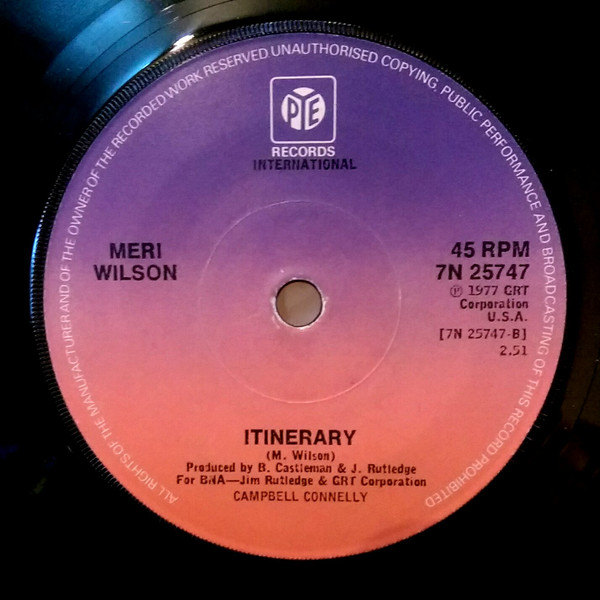 ALL RIGHTS OF THE MANUFACTURER AND OF THE OWNER OF THE RECORDED WORK RESERVED UNAUTHORISED COPYING, PUBLIC PERFORMANCE AND BROADCASTING OF THIS RECORD PROHIBITED
PYE
RECORDS
INTERNATIONAL
MERI
WILSON
45 RPM
7N 25747
℗ 1977 GRT
Corporation
U.S.A.
[7N 25747-B]
2.51
ITINERARY
(M. Wilson)
Produced by B. Castleman & J. Rutledge
For BNA—Jim Rutledge & GRT Corporation
CAMPBELL CONNELLY